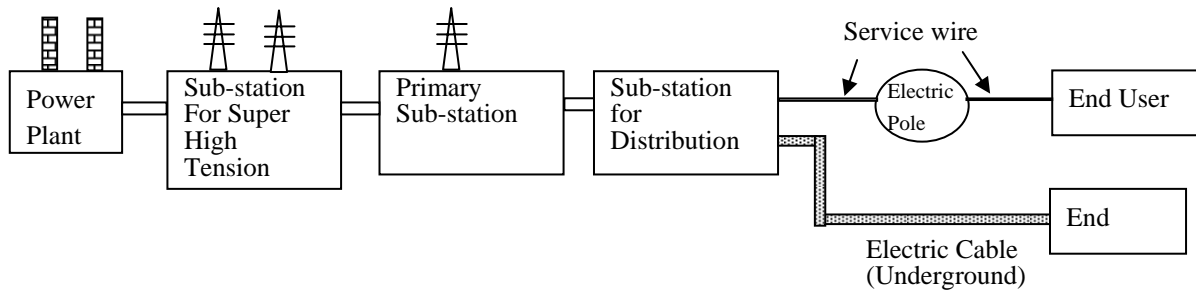 Service wire
Power
Plant
Sub-station
For Super
High
Tension
Primary
Sub-station
Sub-station
for
Distribution
Electric
Pole
End User
End
Electric Cable
(Underground)